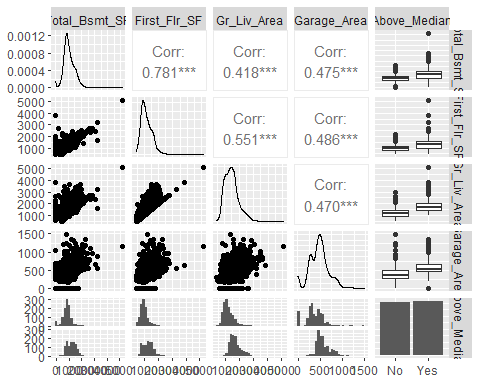 Total_Bsmt_SF First_Flr_SF Gr_Liv_Area Garage_Area Above_Median
0.0012
0.0008
0.0004
0.0000
Corr:
0.781***
Corr:
0.418***
Corr:
0.475***
Total_Bsmt_SF
5000
4000
3000
2000
1000
Corr:
0.551***
Corr:
0.486***
First_Flr_SF
5000
4000
3000
2000
1000
Corr:
0.470***
Gr_Liv_Area
1500
1000
500
0
Garage_Area
300
200
100
0
300
200
100
0
Above_Median
0 500 1000 1500
No Yes